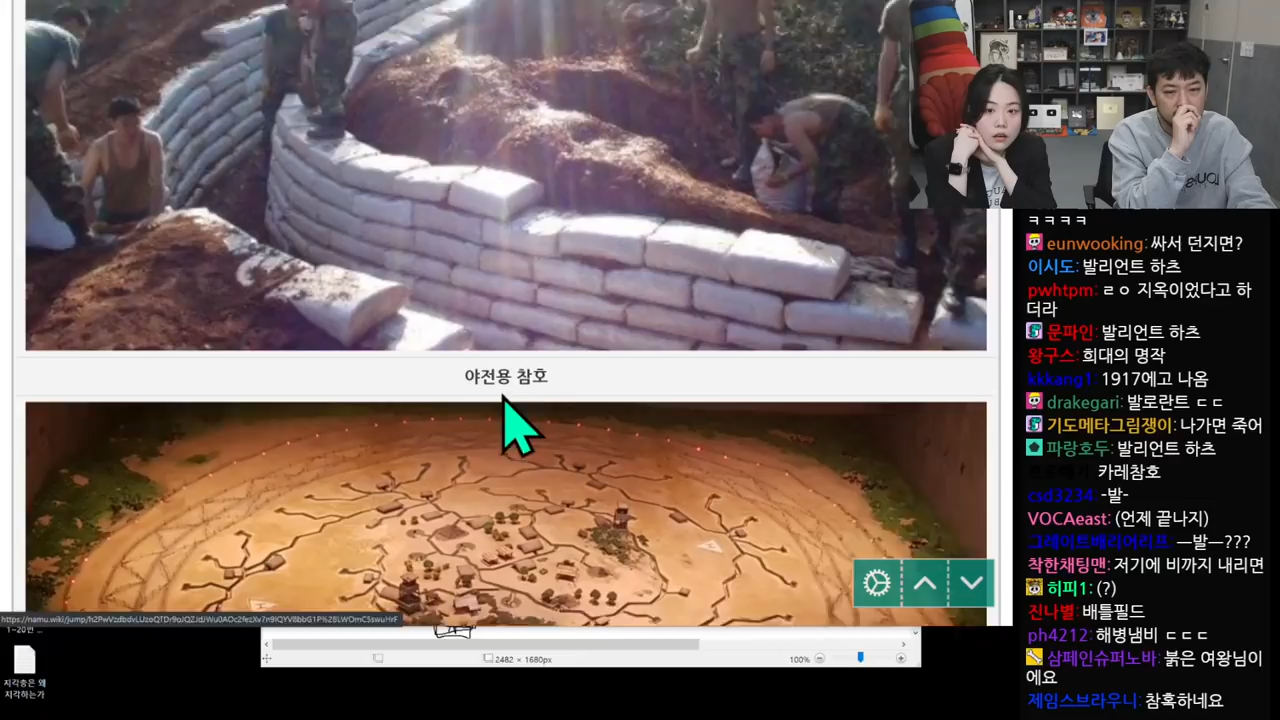 야전용 참호
https://namu.wiki/jump/
1~20번 ...
지각충은 왜
지각하는가
2482 × 1680px
100%
ㅋㅋㅋㅋ
eunwooking: 싸서 던지면?
이시도: 발리언트 하츠
pwhtpm: ㄹㅇ 지옥이었다고 하
더라
문파인: 발리언트 하츠
왕구스: 희대의 명작
kkkang1: 1917에고 나옴
drakegari: 발로란트 ㄷㄷ
기도메타그림쟁이: 나가면 죽어
파랑호두: 발리언트 하츠
카레참호
csd3234: -발-
VOCAeast: (언제 끝나지)
그레이트배리어리프: ㅡ발ㅡ???
착한채팅맨: 저기에 비까지 내리면
히피1: (?)
진나별: 배틀필드
ph4212: 해병냄비 ㄷㄷㄷ
삼페인슈퍼노바: 붉은 여왕님이
에요
제임스브라우니: 참혹하네요